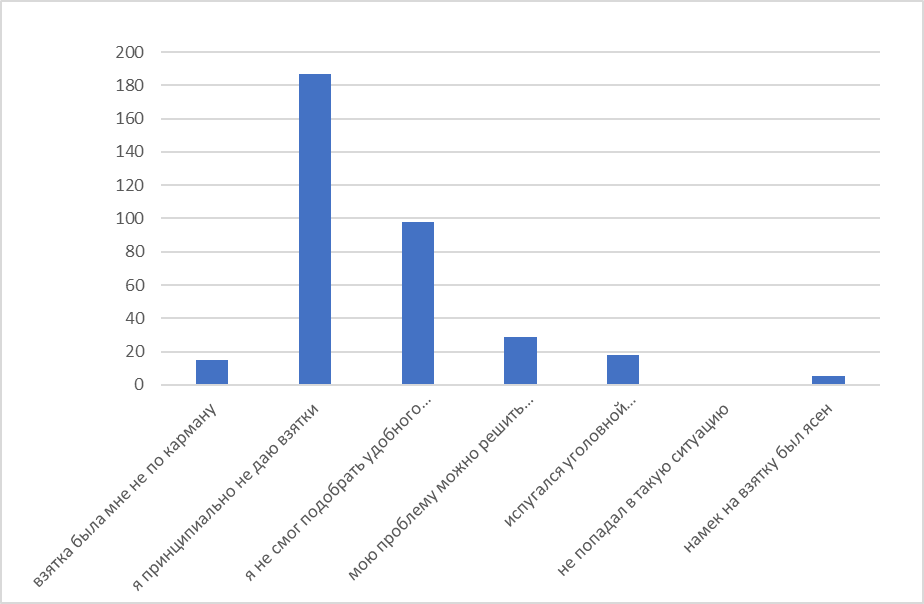 200
180
160
140
120
100
80
60
40
20
0
взятка была мне не по карману
я принципиально не даю взятки
я не смог подобрать удобного...
мою проблему можно решить...
испугался уголовной...
не попадал в такую ситуацию
намек на взятку был ясен